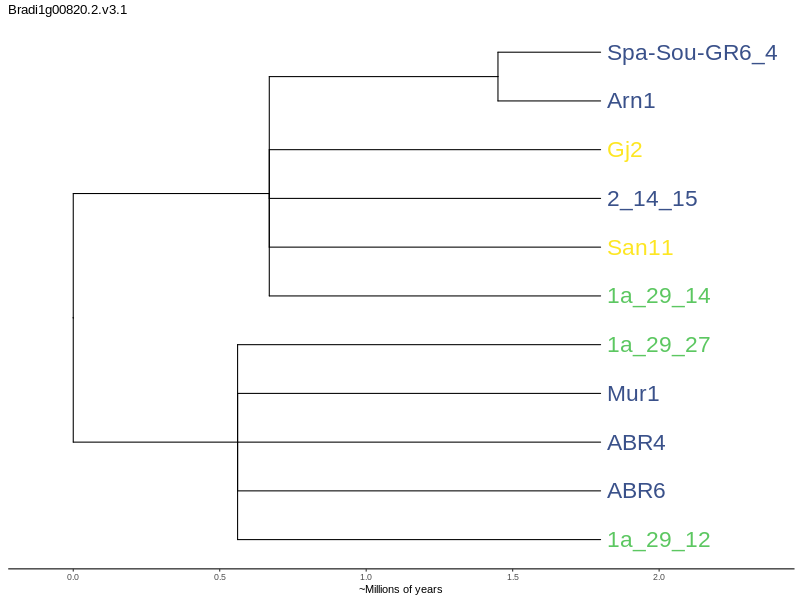 Bradi1g00820.2.v3.1
Spa-Sou-GR6_4
Arn1
Gj2
2_14_15
San11
1a_29_14
1a_29_27
Mur1
ABR4
ABR6
1a_29_12
0.0 0.5 1.0 1.5 2.0
~Millions of years